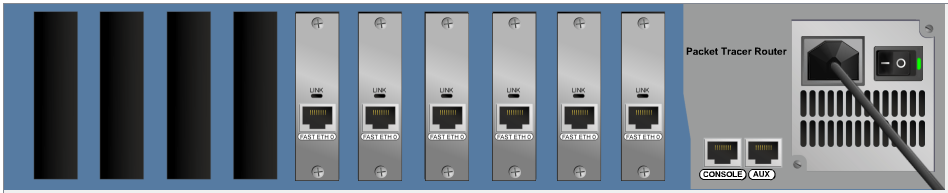 Packet Tracer Router
LINK
LINK
LINK
LINK
LINK
LINK
FAST ETH 0
FAST ETH 0
FAST ETH 0
FAST ETH 0
FAST ETH 0
FAST ETH 0
CONSOLE
AUX